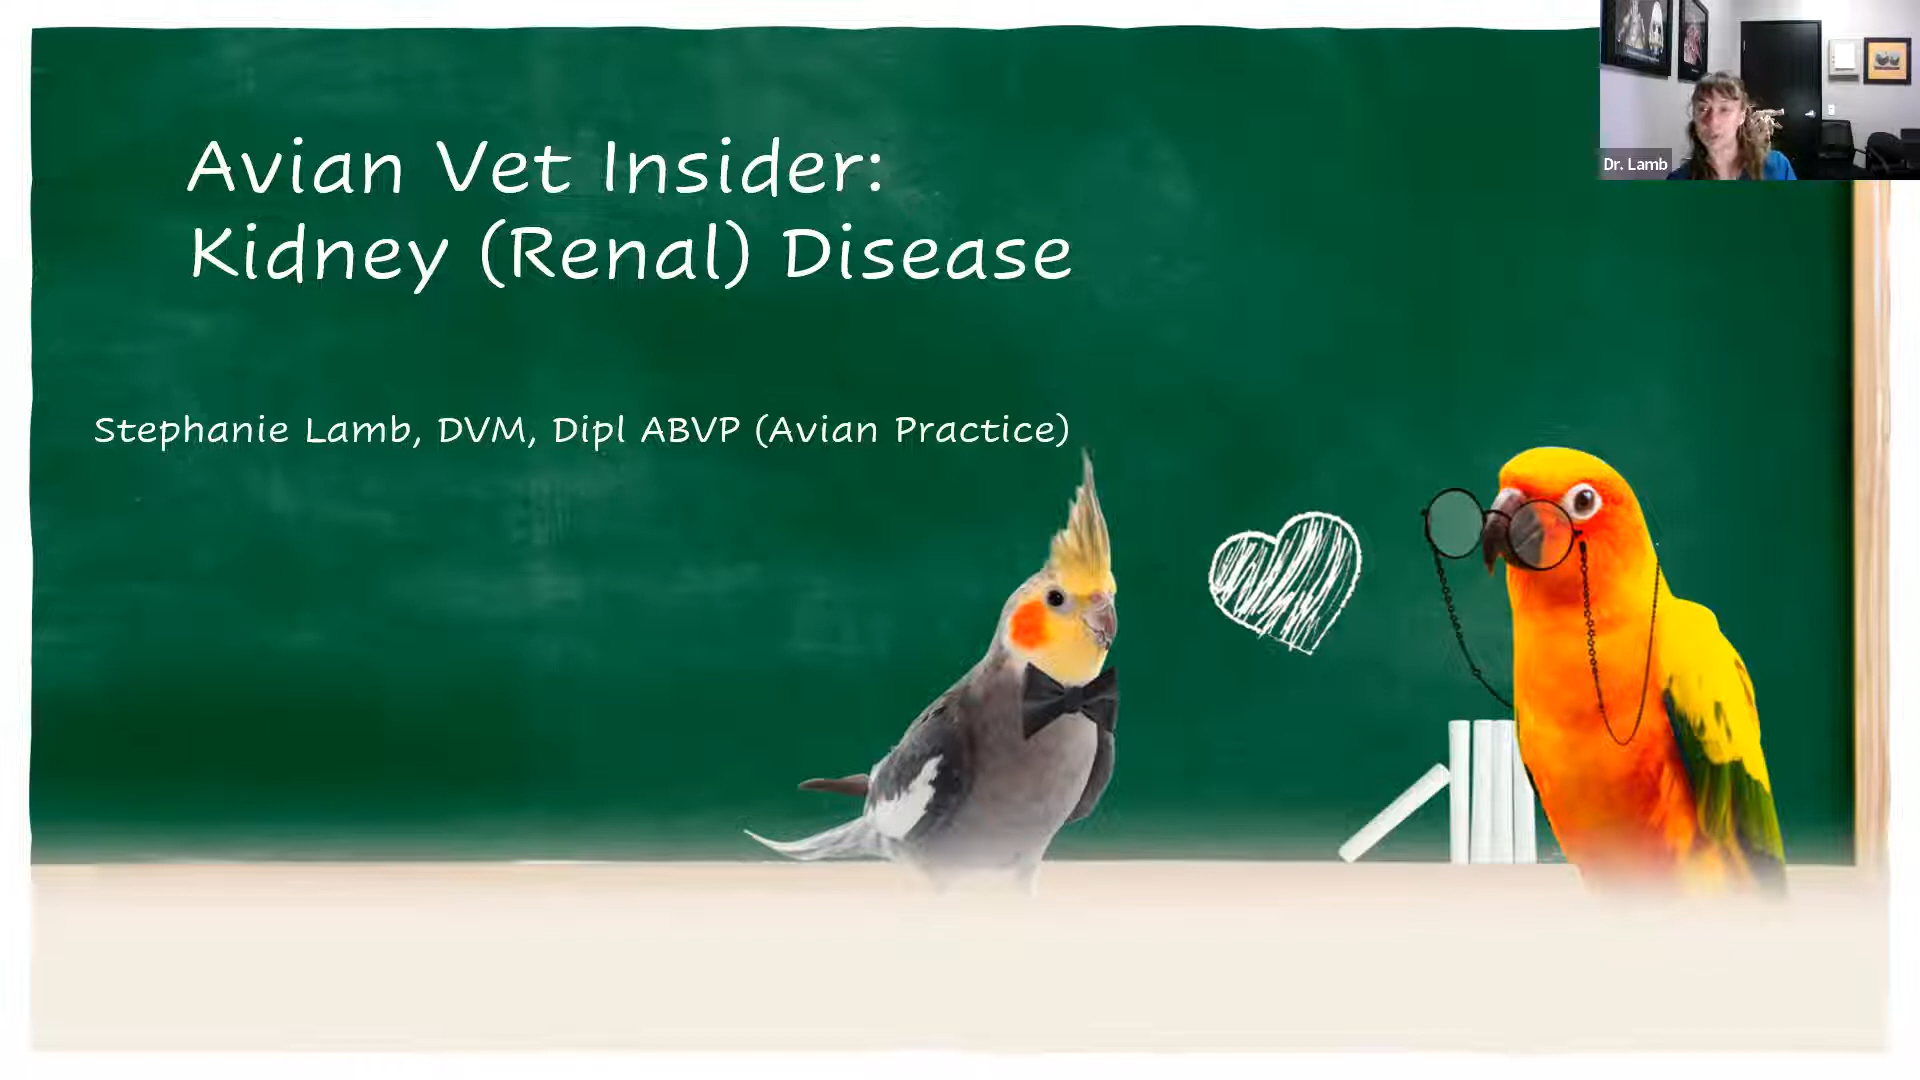 Avian Vet Insider:
Kidney (Renal) Disease
Stephanie Lamb, DVM, Dipl ABVP (Avian Practice)
Dr. Lamb